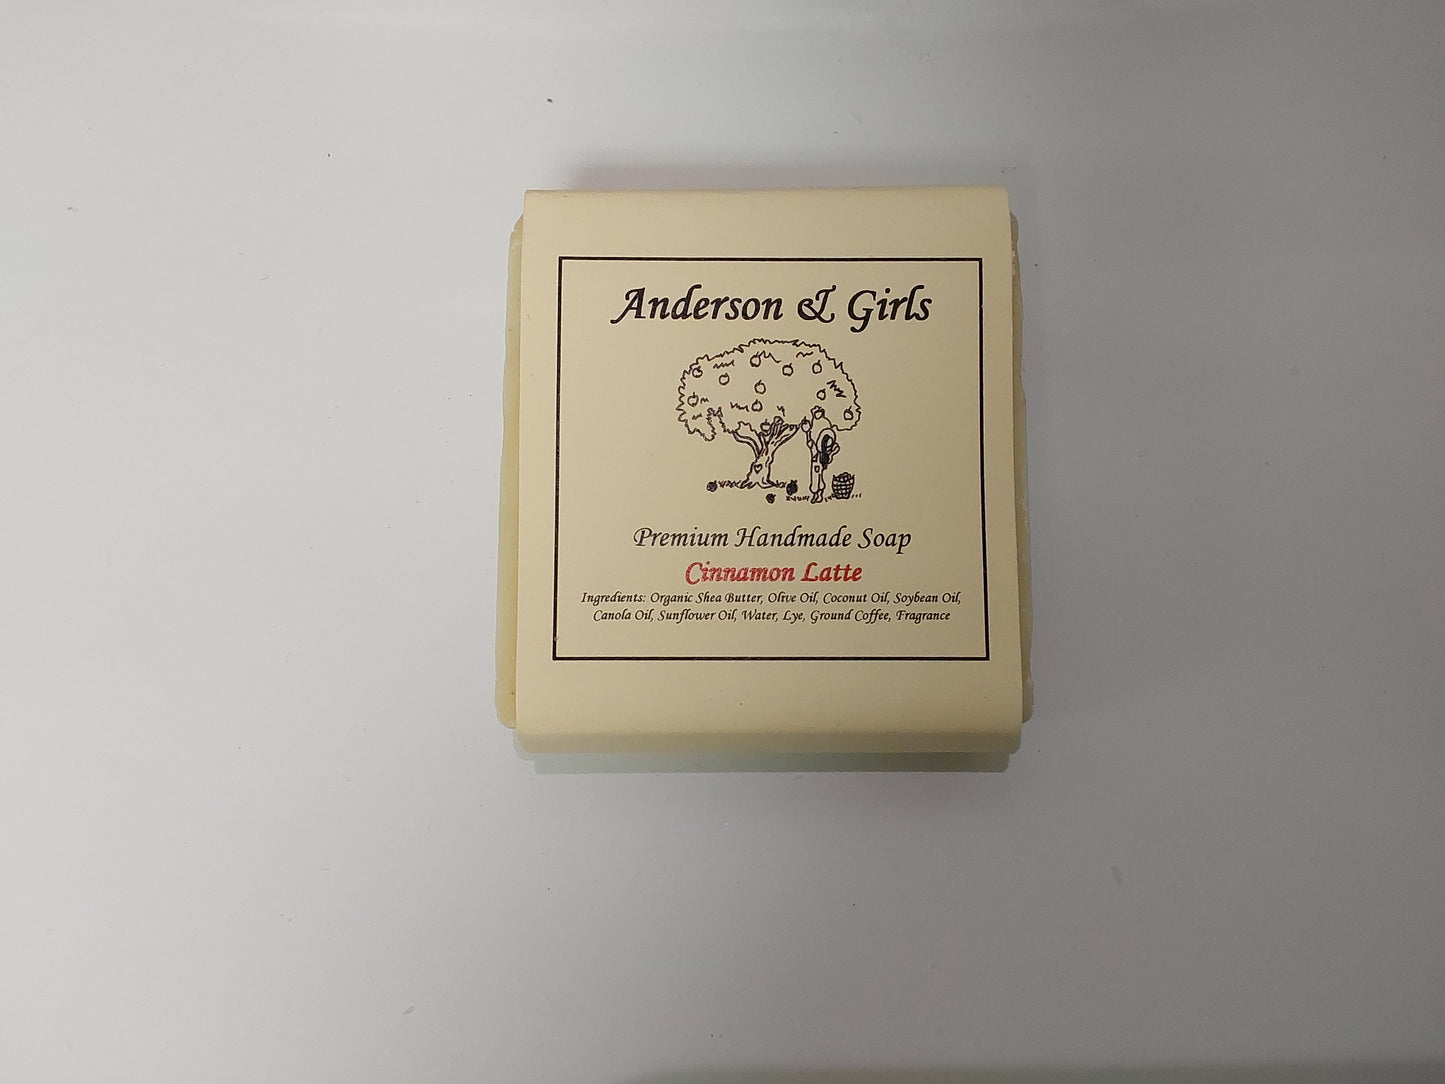 Anderson & Girls
Premium Handmade Soap
Cinnamon Latte
Ingredients: Organic Shea Butter, Olive Oil, Coconut Oil, Soybean Oil,
Canola Oil, Sunflower Oil, Water, Lye, Ground Coffee, Fragrance